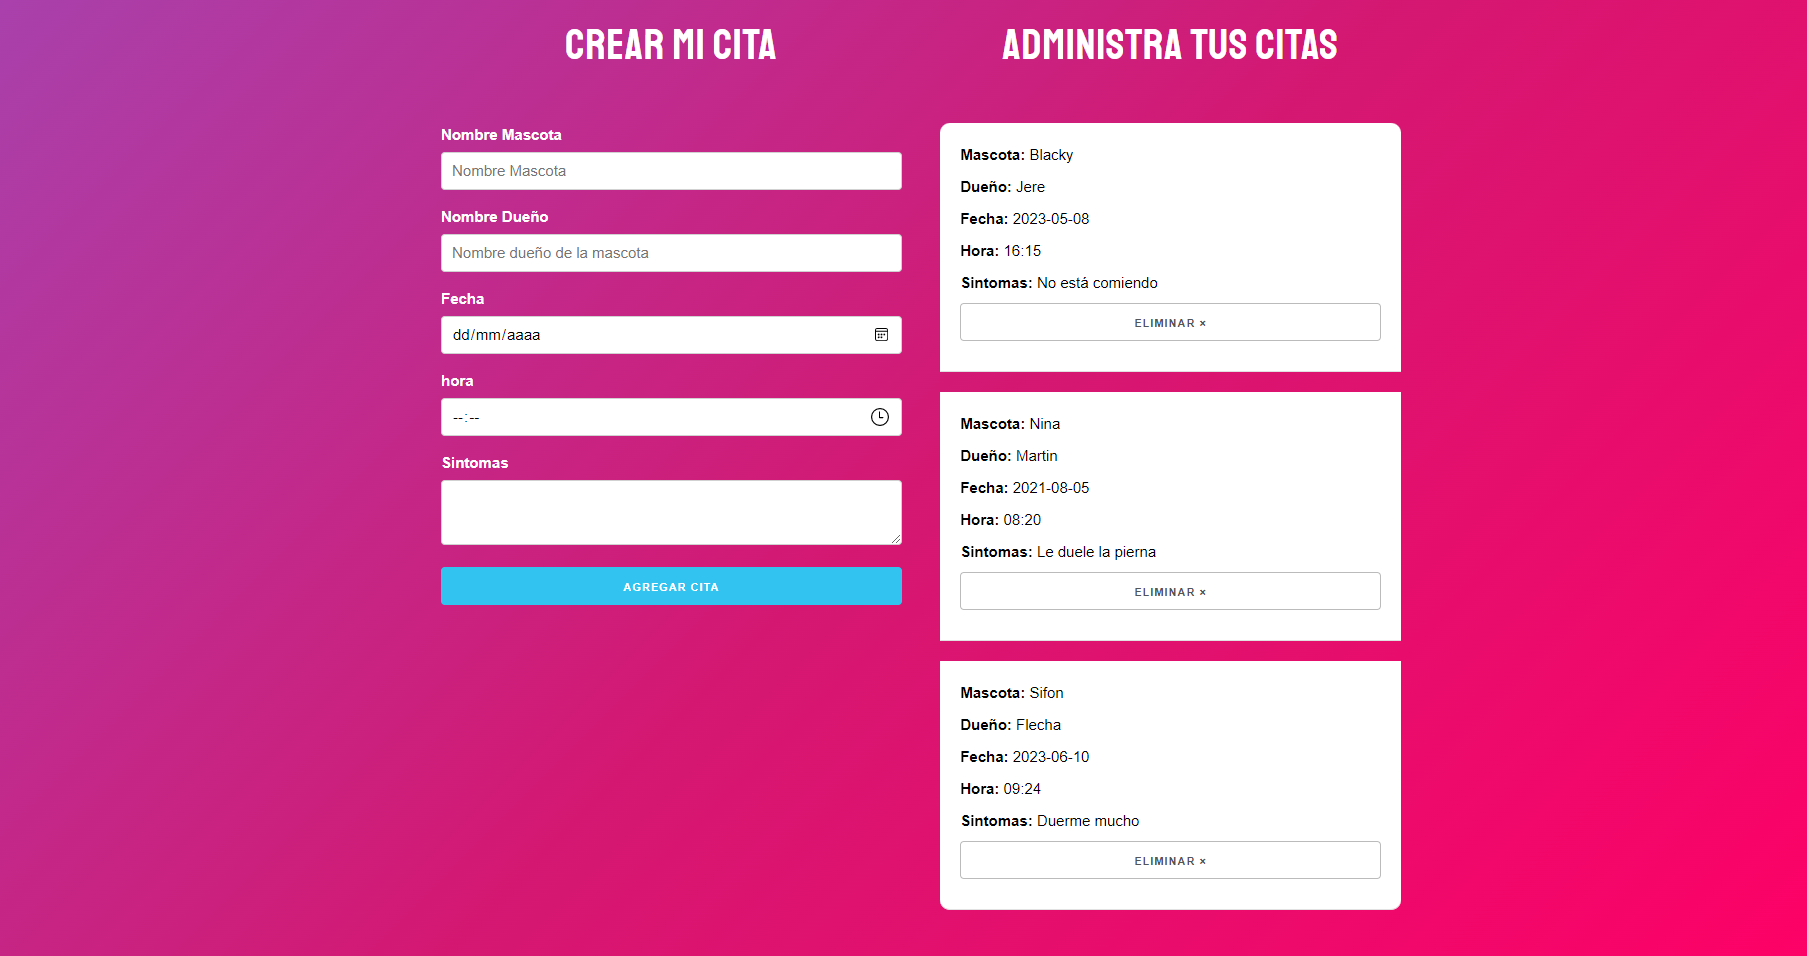 CREAR MI CITA
Nombre Mascota
Nombre Mascota
Nombre Dueño
Nombre dueño de la mascota
Fecha
dd/mm/aaaa
hora
--:--
Sintomas
AGREGAR CITA
ADMINISTRA TUS CITAS
Mascota: Blacky
Dueño: Jere
Fecha: 2023-05-08
Hora: 16:15
Sintomas: No está comiendo
ELIMINAR ×
Mascota: Nina
Dueño: Martin
Fecha: 2021-08-05
Hora: 08:20
Sintomas: Le duele la pierna
ELIMINAR ×
Mascota: Sifon
Dueño: Flecha
Fecha: 2023-06-10
Hora: 09:24
Sintomas: Duerme mucho
ELIMINAR ×